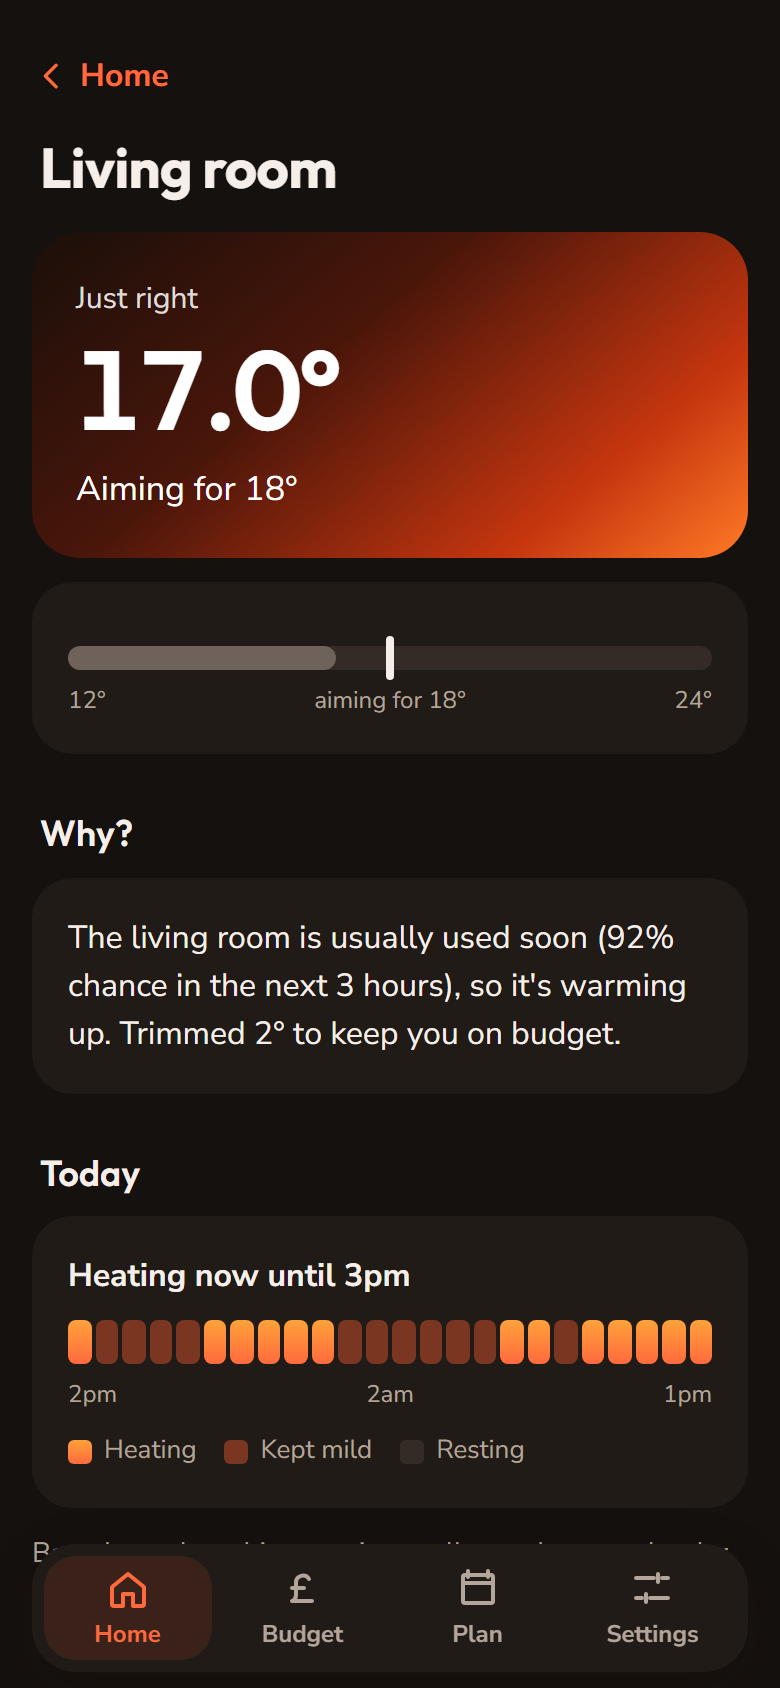 Home
Living room
Just right
17.0°
Aiming for 18°
12° aiming for 18° 24°
Why?
The living room is usually used soon (92%
chance in the next 3 hours), so it's warming
up. Trimmed 2° to keep you on budget.
Today
Heating now until 3pm
2pm 2am 1pm
Heating Kept mild Resting
Home Budget Plan Settings